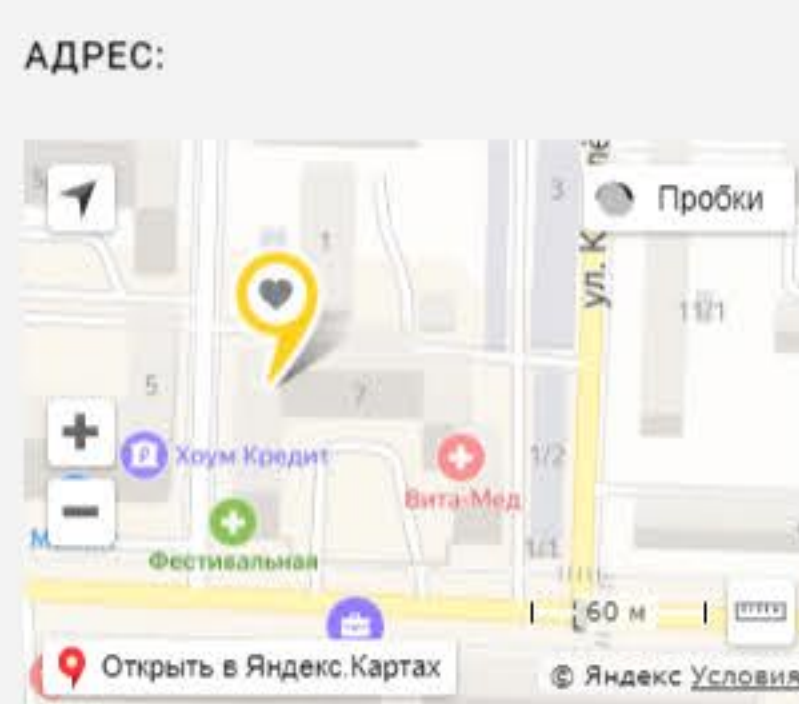 АДРЕС:
3
Пробки
1
ул. К
11/1
5
7
Хоум Кредит
1/2
Вита-Мед
Фестивальная
1/1
60 м
Открыть в Яндекс.Картах
© Яндекс Условия